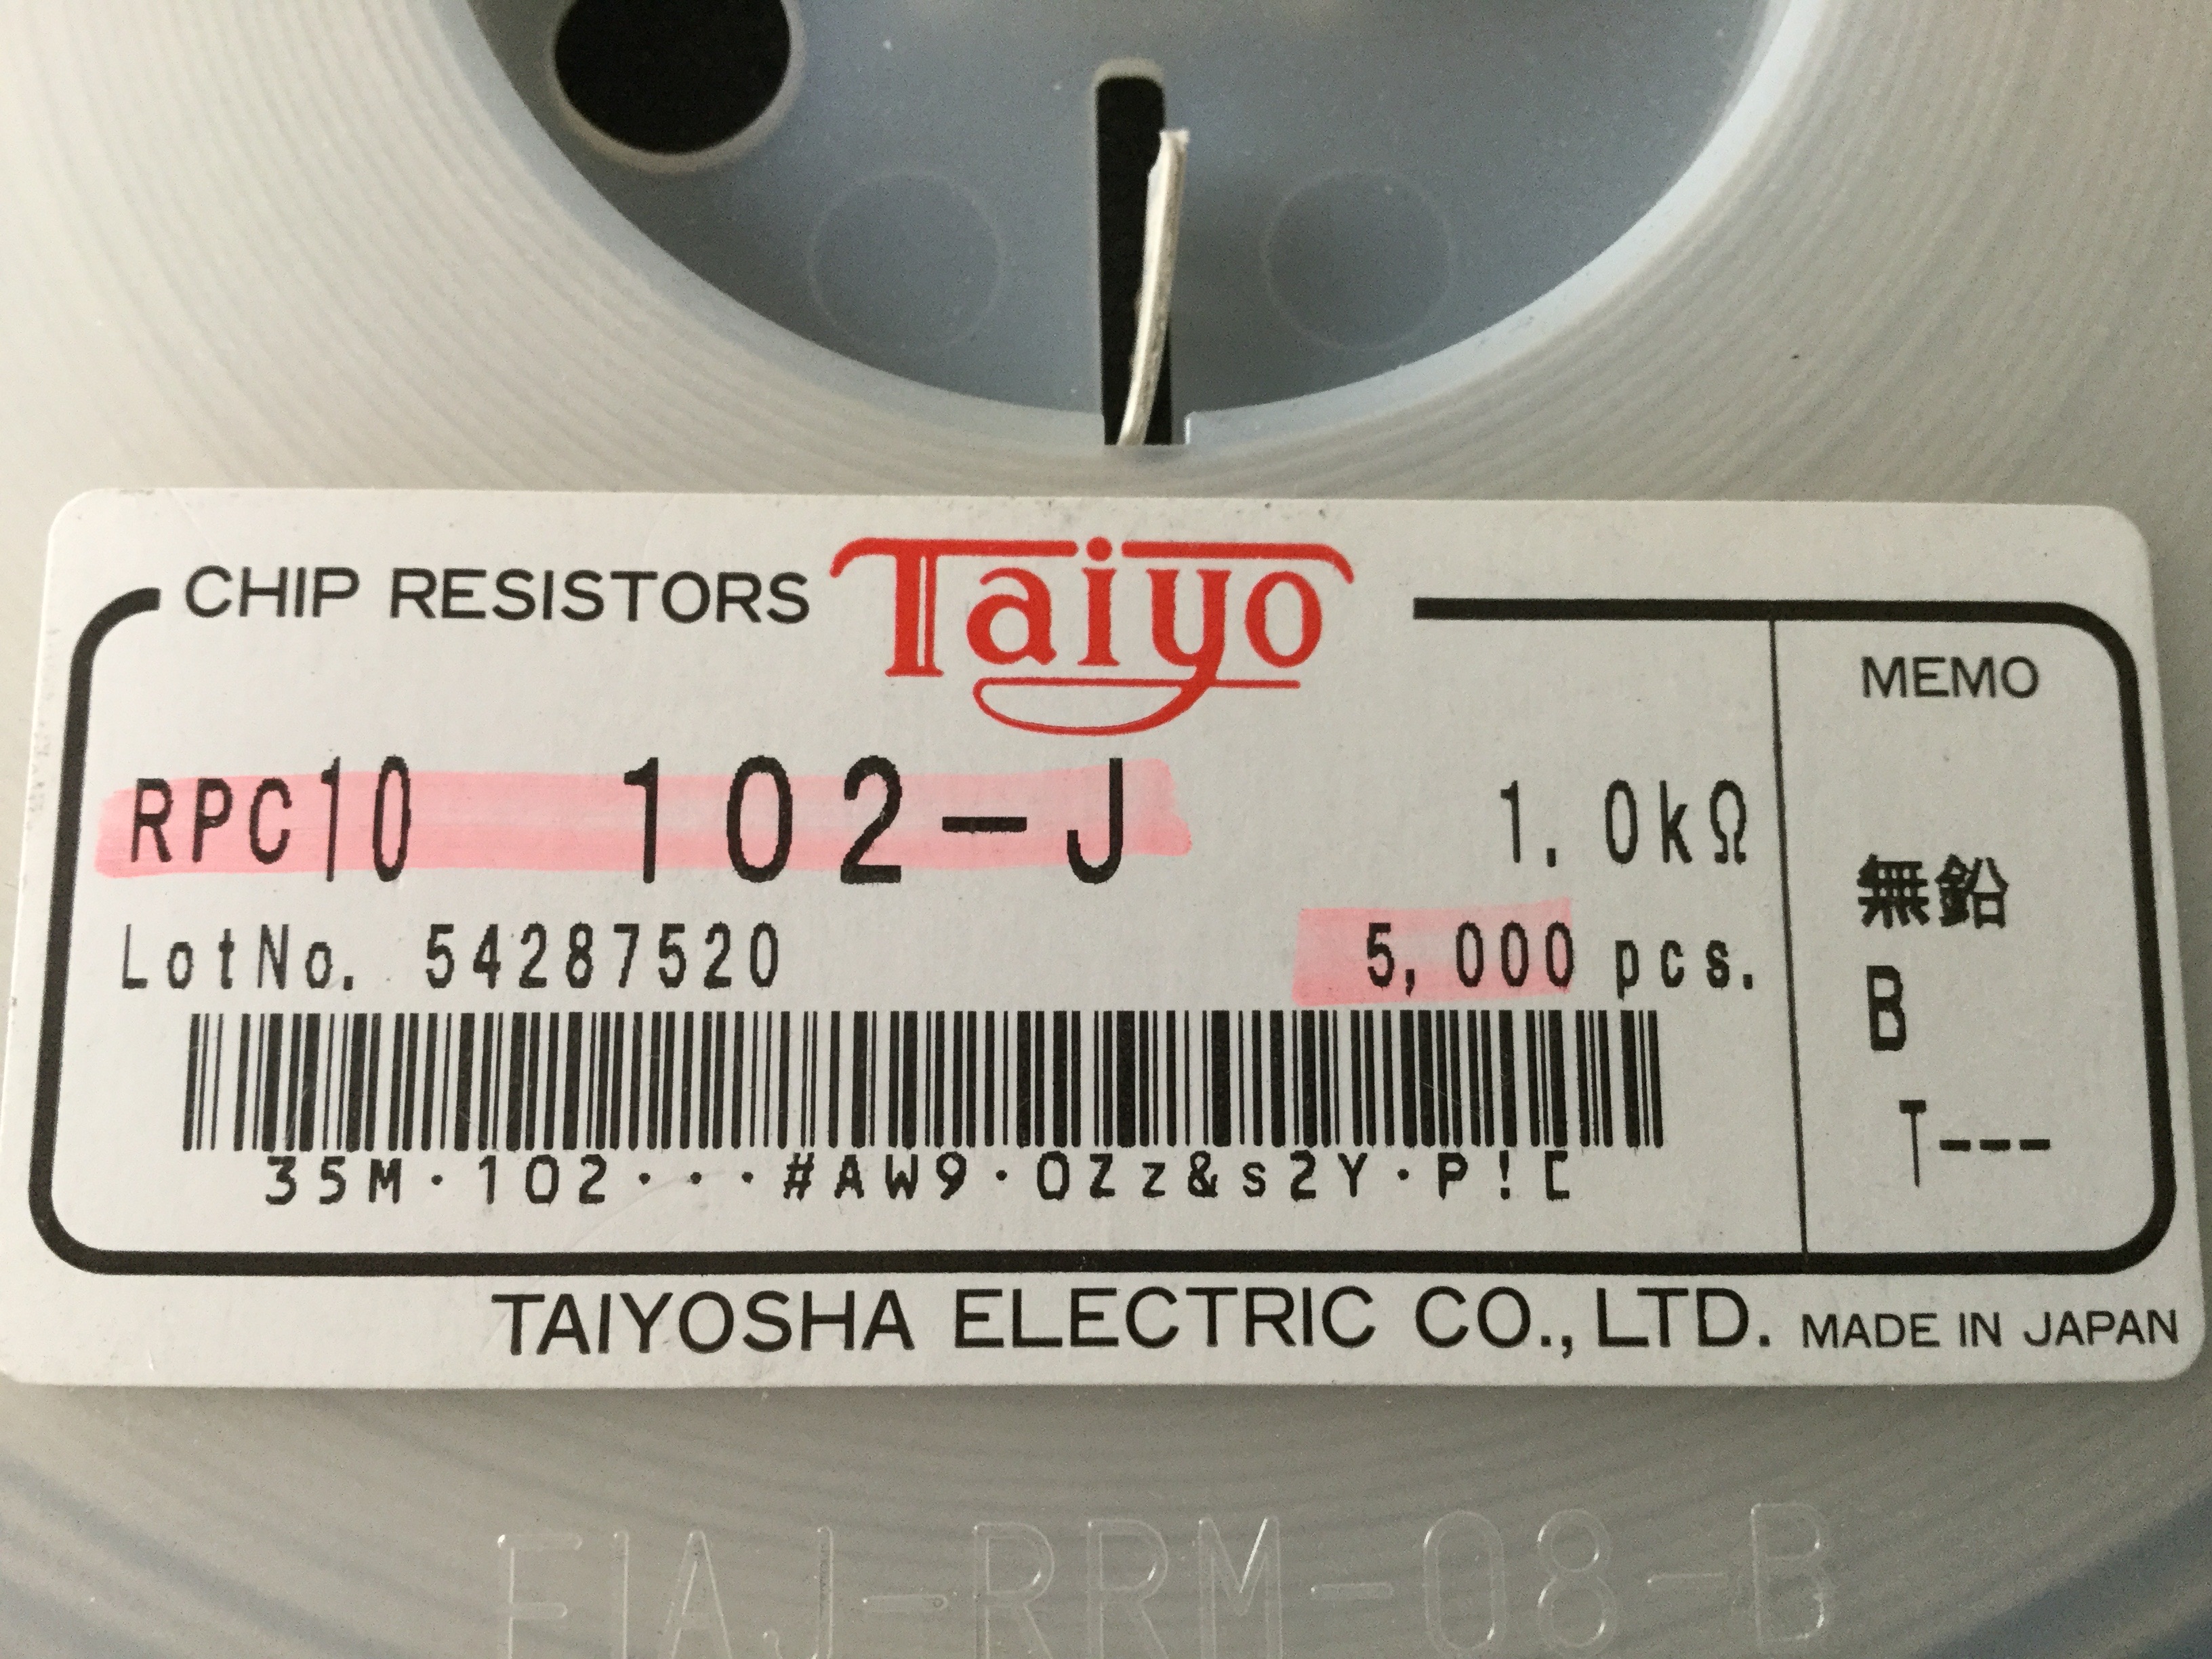 CHIP RESISTORS Taiyo
MEMO
RPC10 102-J 1.0kΩ
LotNo. 54287520 5,000 pcs.
無鉛
B
T---
35M·102···#AW9·0Zz&s2Y·P![
TAIYOSHA ELECTRIC CO., LTD. MADE IN JAPAN
EIAJ-RRM-08-B